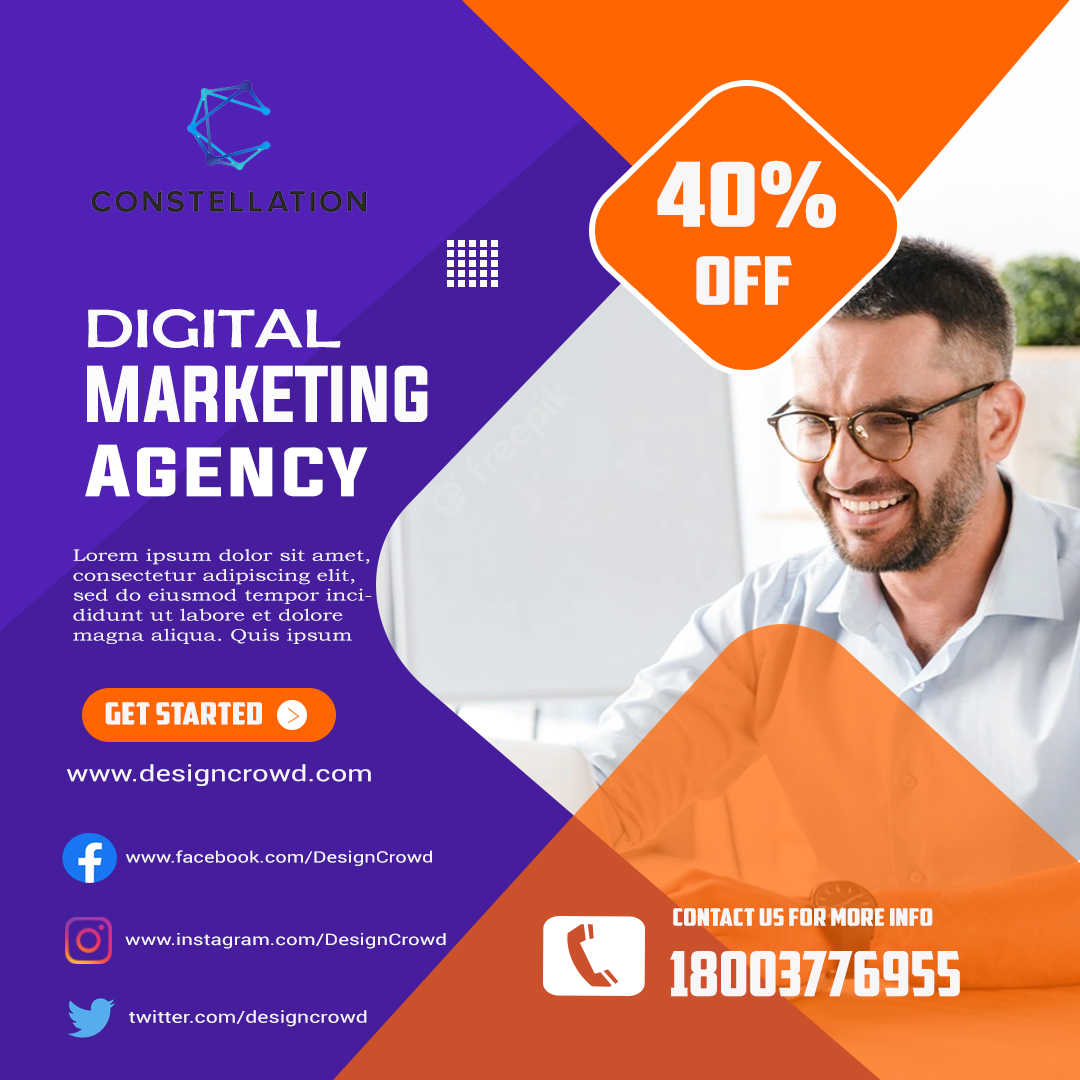 CONSTELLATION
40%
OFF
DIGITAL
MARKETING
AGENCY
Lorem ipsum dolor sit amet,
consectetur adipiscing elit,
sed do eiusmod tempor inci-
didunt ut labore et dolore
magna aliqua. Quis ipsum
GET STARTED
www.designcrowd.com
www.facebook.com/DesignCrowd
www.instagram.com/DesignCrowd
twitter.com/designcrowd
CONTACT US FOR MORE INFO
18003776955
freepik